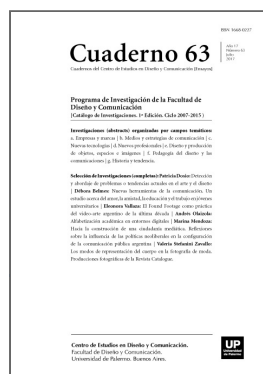 ISSN 1668-0227
Año 17
Número 63
Julio
2017
Cuaderno 63
Cuadernos del Centro de Estudios en Diseño y Comunicación [Ensayos]
Programa de Investigación de la Facultad de
Diseño y Comunicación
[Catálogo de Investigaciones. 1ª Edición. Ciclo 2007-2015]
Investigaciones (abstracts) organizadas por campos temáticos:
a. Empresas y marcas | b. Medios y estrategias de comunicación | c.
Nuevas tecnologías | d. Nuevos profesionales | e. Diseño y producción
de objetos, espacios e imágenes | f. Pedagogía del diseño y las
comunicaciones | g. Historia y tendencias.
Selección de Investigaciones (completas): Patricia Dosio: Detección
y abordaje de problemas o tendencias actuales en el arte y el diseño
| Débora Belmes: Nuevas herramientas de la comunicación. Un
estudio acerca del amor, la amistad, la educación y el trabajo en jóvenes
universitarios | Eleonora Vallazza: El Found Footage como práctica
del video-arte argentino de la última década | Andrés Olaizola:
Alfabetización académica en entornos digitales | Marina Mendoza:
Hacia la construcción de una ciudadanía mediática. Reflexiones
sobre la influencia de las políticas neoliberales en la configuración
de la comunicación pública argentina | Valeria Stefanini Zavallo:
Los modos de representación del cuerpo en la fotografía de moda.
Producciones fotográficas de la Revista Catalogue.
Centro de Estudios en Diseño y Comunicación.
Facultad de Diseño y Comunicación.
Universidad de Palermo. Buenos Aires.
UP
Universidad
de Palermo